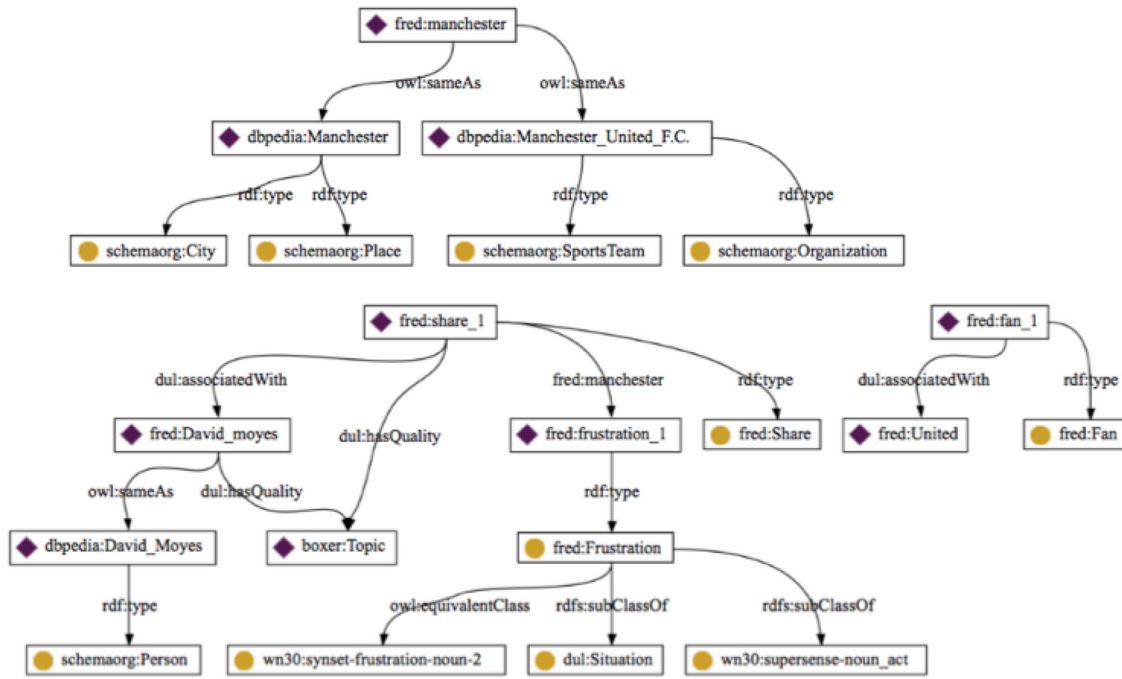 fred:manchester
owl:sameAs owl:sameAs
dbpedia:Manchester dbpedia:Manchester_United_F.C.
rdf:type rdf:type rdf:type rdf:type
schemaorg:City schemaorg:Place schemaorg:SportsTeam schemaorg:Organization
fred:share_1 fred:fan_1
dul:associatedWith fred:manchester rdf:type dul:associatedWith rdf:type
fred:David_moyes dul:hasQuality fred:frustration_1 fred:Share fred:United fred:Fan
owl:sameAs dul:hasQuality rdf:type
dbpedia:David_Moyes boxer:Topic fred:Frustration
rdf:type owl:equivalentClass rdfs:subClassOf rdfs:subClassOf
schemaorg:Person wn30:synset-frustration-noun-2 dul:Situation wn30:supersense-noun_act